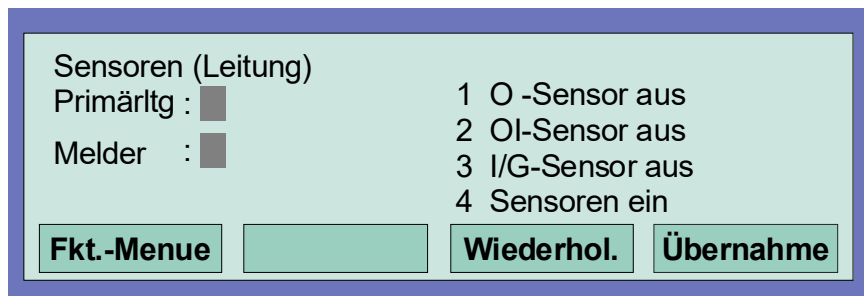 Sensoren (Leitung)
Primärltg :
Melder :
1 O -Sensor aus
2 OI-Sensor aus
3 I/G-Sensor aus
4 Sensoren ein
Fkt.-Menue
Wiederhol.
Übernahme